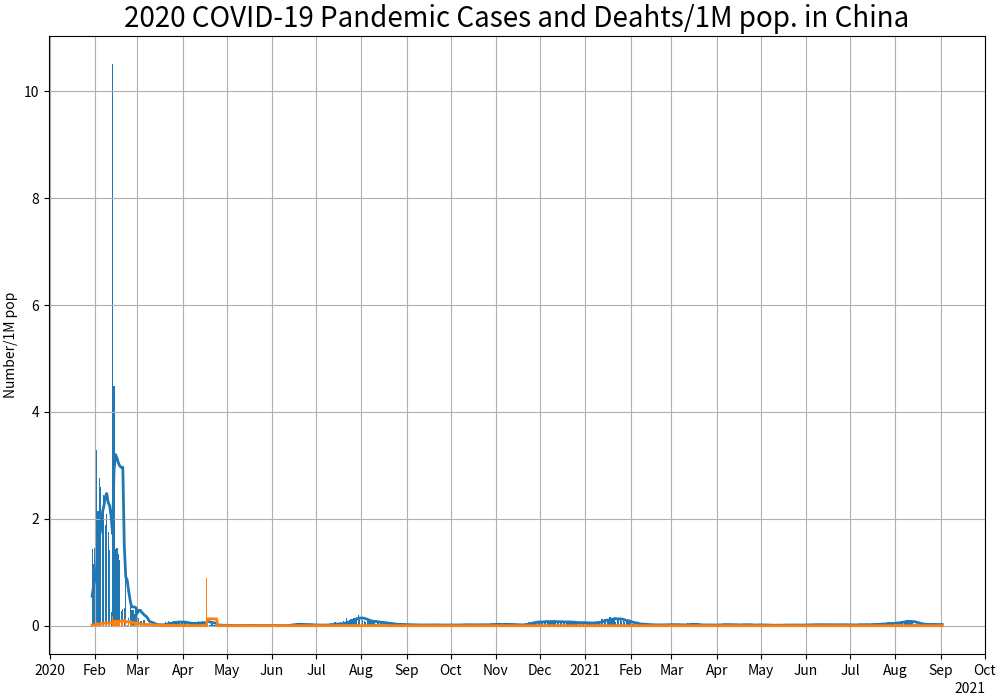 2020 COVID-19 Pandemic Cases and Deahts/1M pop. in China
Number/1M pop
10
8
6
4
2
0
2020 Feb Mar Apr May Jun Jul Aug Sep Oct Nov Dec 2021 Feb Mar Apr May Jun Jul Aug Sep Oct
2021